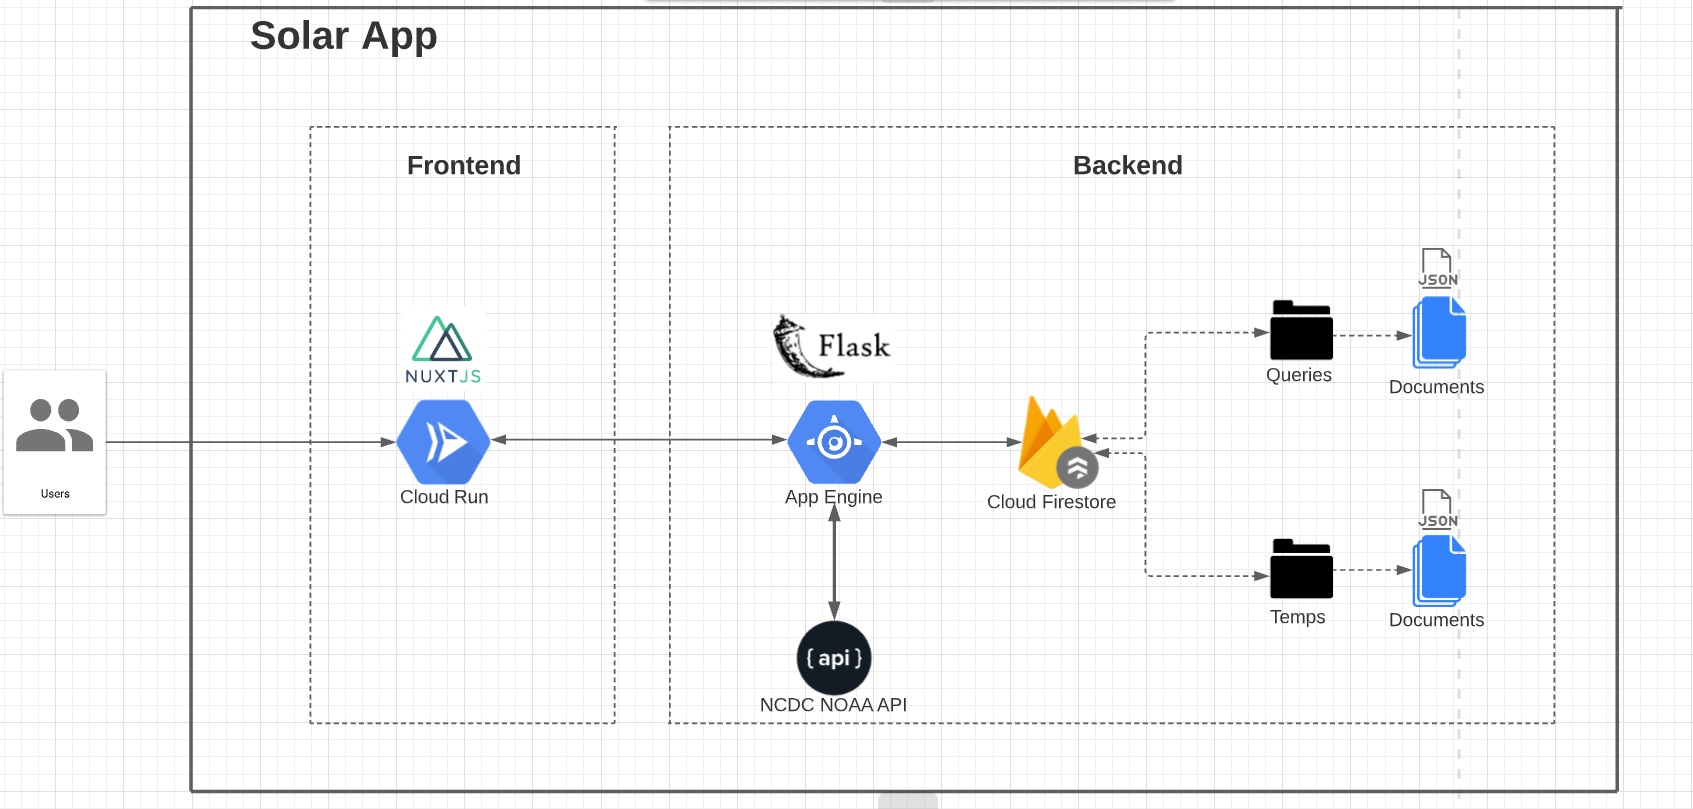 Solar App
Frontend
Backend
JSON
NUXTJS
Flask
Queries
Documents
Users
Cloud Run
App Engine
Cloud Firestore
JSON
Temps
Documents
{ api }
NCDC NOAA API